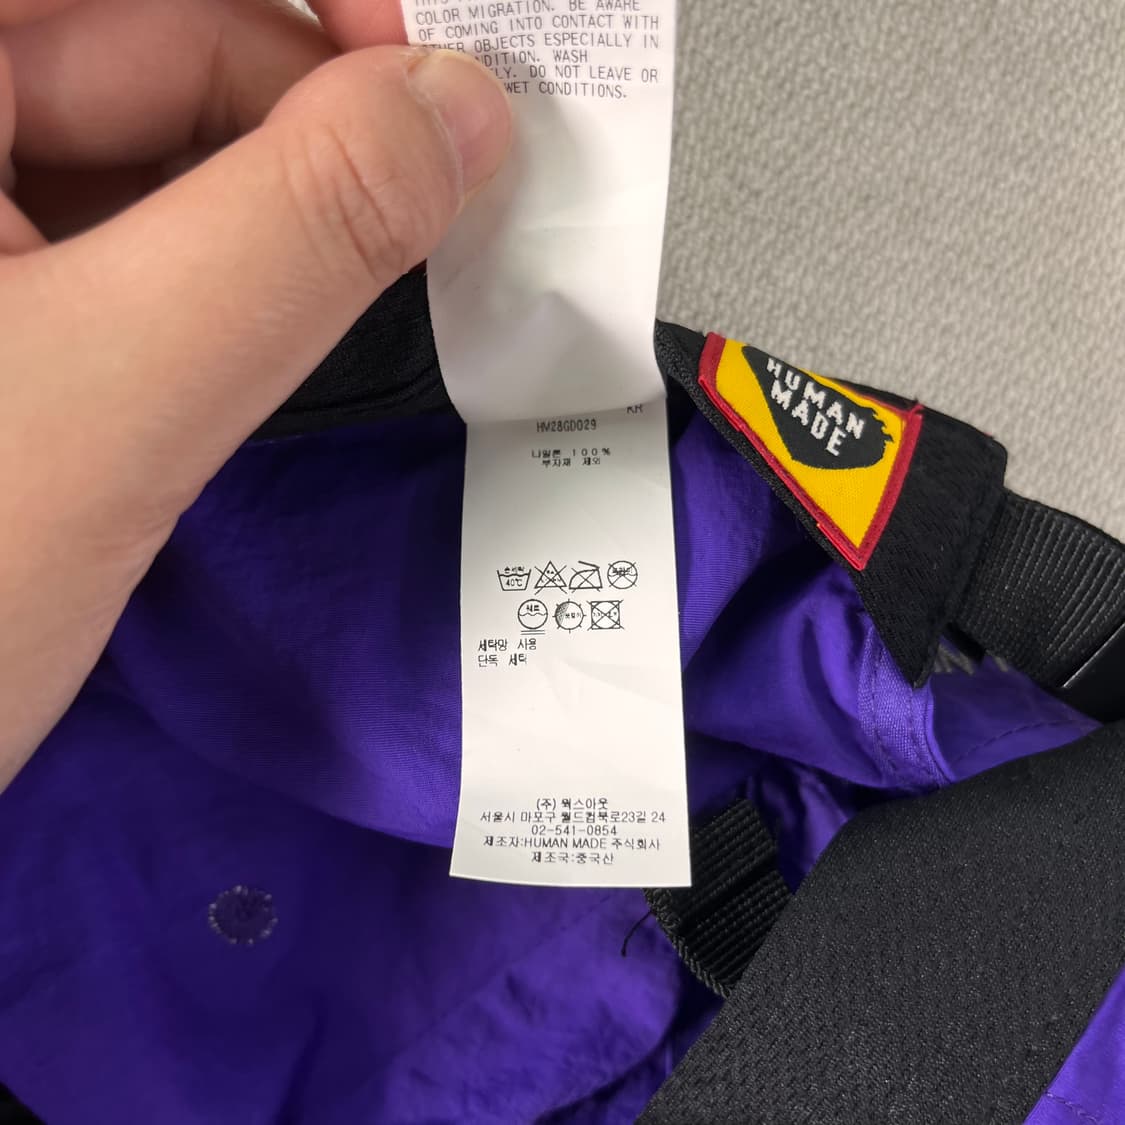 COLOR MIGRATION. BE AWARE
OF COMING INTO CONTACT WITH
OBJECTS ESPECIALLY IN
WASH
DO NOT LEAVE OR
WET CONDITIONS.
KR
HM28GD029
나일론 100%
부자재 제외
손세탁
40℃
세탁망 사용
단독 세탁
(주) 웍스아웃
서울시 마포구 월드컵북로23길 24
02-541-0854
제조자:HUMAN MADE 주식회사
제조국:중국산
HUMAN
MADE